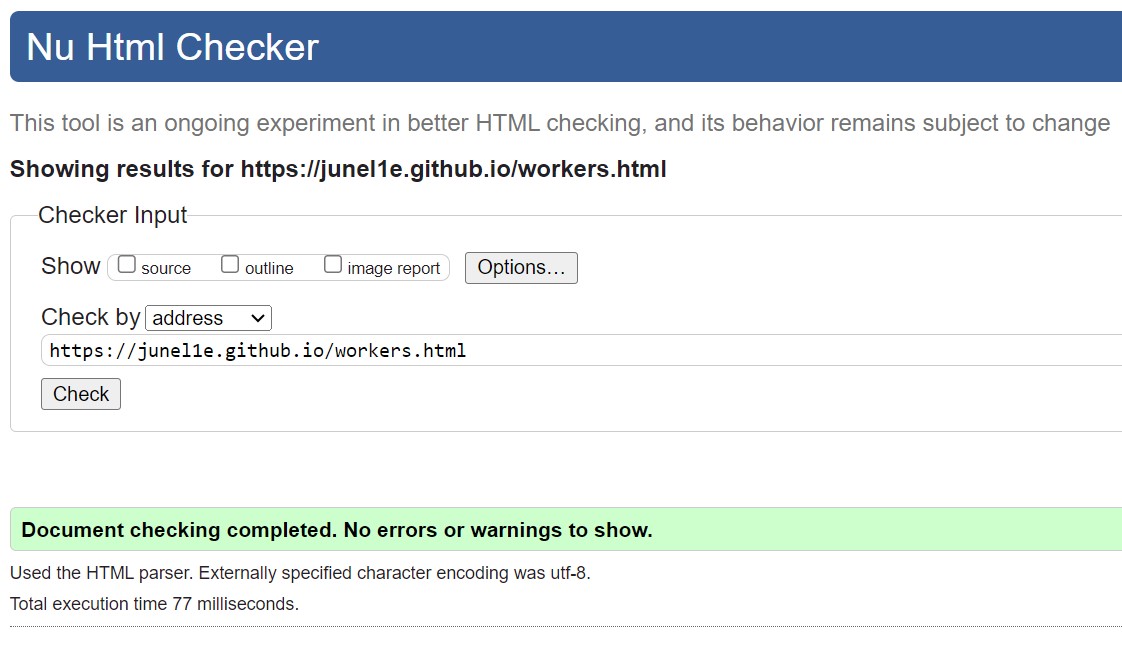 Nu Html Checker
This tool is an ongoing experiment in better HTML checking, and its behavior remains subject to change
Showing results for https://junel1e.github.io/workers.html
Checker Input
Show source outline image report Options...
Check by address
https://junel1e.github.io/workers.html
Check
Document checking completed. No errors or warnings to show.
Used the HTML parser. Externally specified character encoding was utf-8.
Total execution time 77 milliseconds.